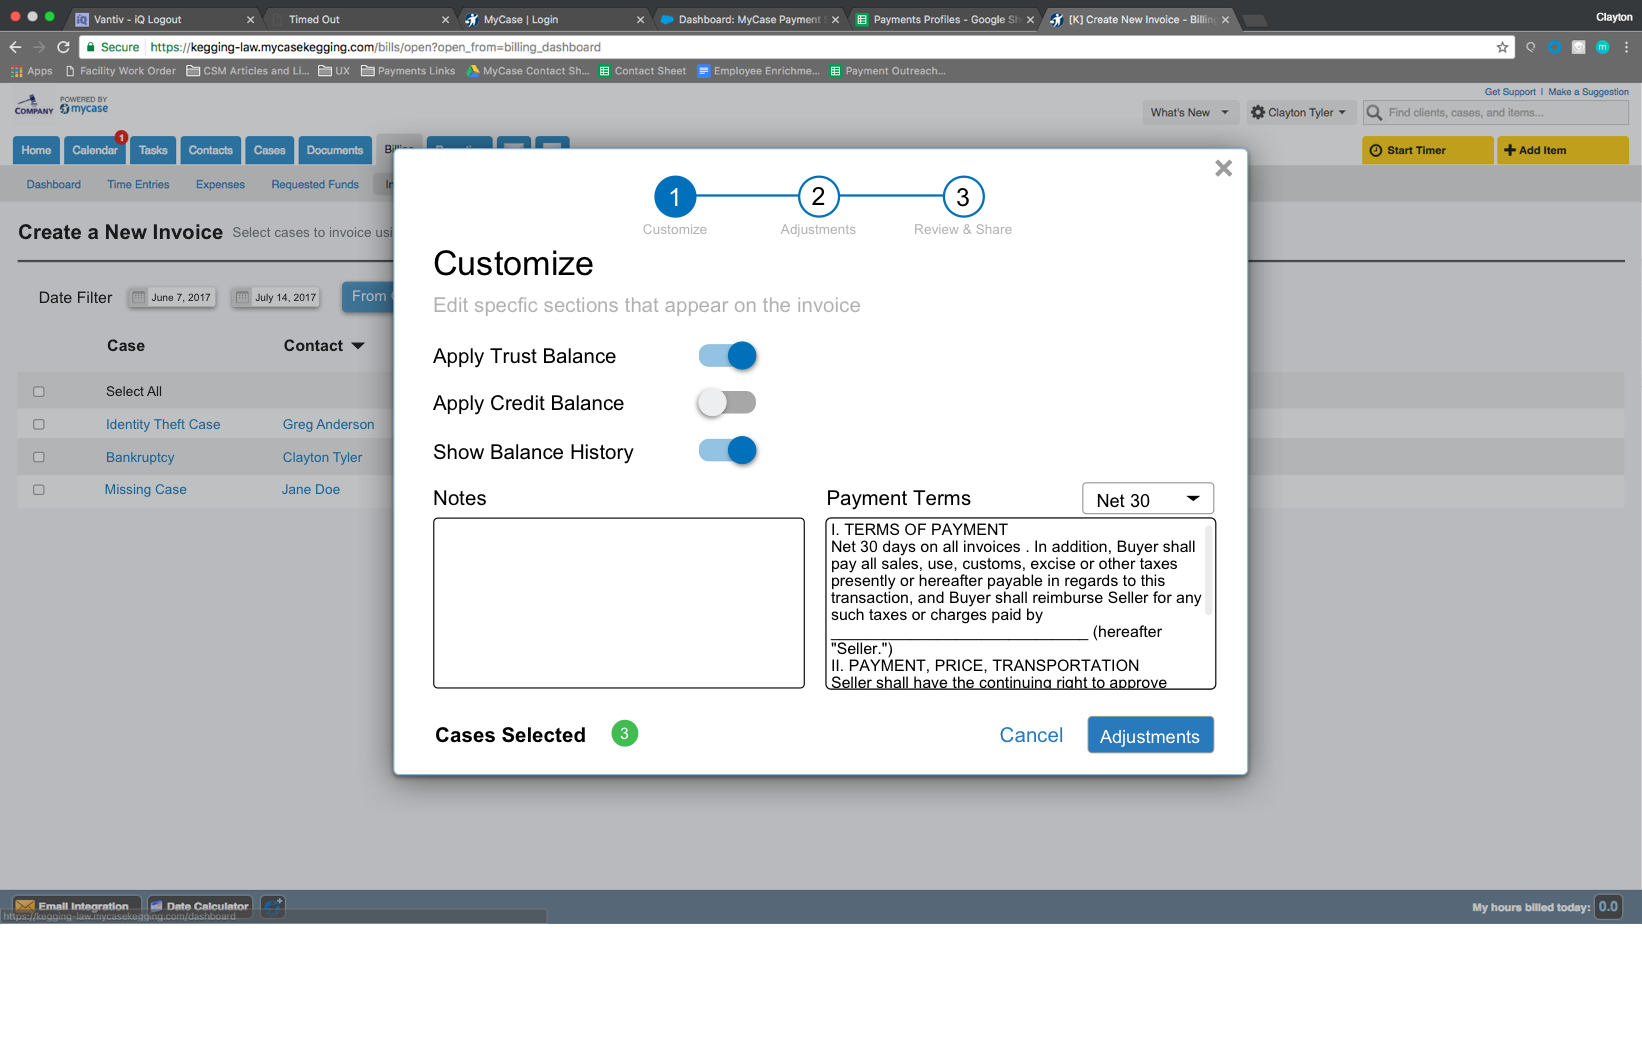 Vantiv - iQ Logout
Timed Out
MyCase | Login
Dashboard: MyCase Payment
Payments Profiles - Google Sh
[K] Create New Invoice - Billin
Clayton
Secure
https://kegging-law.mycasekegging.com/bills/open?open_from=billing_dashboard
Apps
Facility Work Order
CSM Articles and Li...
UX
Payments Links
MyCase Contact Sh...
Contact Sheet
Employee Enrichme...
Payment Outreach...
Get Support | Make a Suggestion
COMPANY
POWERED BY
mycase
What's New
Clayton Tyler
Find clients, cases, and items...
Home
Calendar
1
Tasks
Contacts
Cases
Documents
Start Timer
Add Item
Dashboard
Time Entries
Expenses
Requested Funds
Create a New Invoice
Select cases to invoice usi
Date Filter
June 7, 2017
July 14, 2017
From
Case
Contact
Select All
Identity Theft Case
Greg Anderson
Bankruptcy
Clayton Tyler
Missing Case
Jane Doe
1
2
3
Customize
Adjustments
Review & Share
Customize
Edit specfic sections that appear on the invoice
Apply Trust Balance
Apply Credit Balance
Show Balance History
Notes
Payment Terms
Net 30
I. TERMS OF PAYMENT
Net 30 days on all invoices . In addition, Buyer shall
pay all sales, use, customs, excise or other taxes
presently or hereafter payable in regards to this
transaction, and Buyer shall reimburse Seller for any
such taxes or charges paid by
______________________________ (hereafter
"Seller.")
II. PAYMENT, PRICE, TRANSPORTATION
Seller shall have the continuing right to approve
Cases Selected
3
Cancel
Adjustments
Email Integration
Date Calculator
https://kegging-law.mycasekegging.com/dashboard
My hours billed today:
0.0